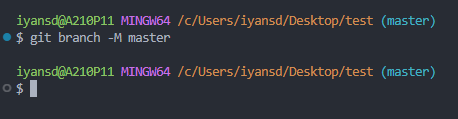 iyansd@A210P11 MINGW64 /c/Users/iyansd/Desktop/test (master)
$ git branch -M master
iyansd@A210P11 MINGW64 /c/Users/iyansd/Desktop/test (master)
$